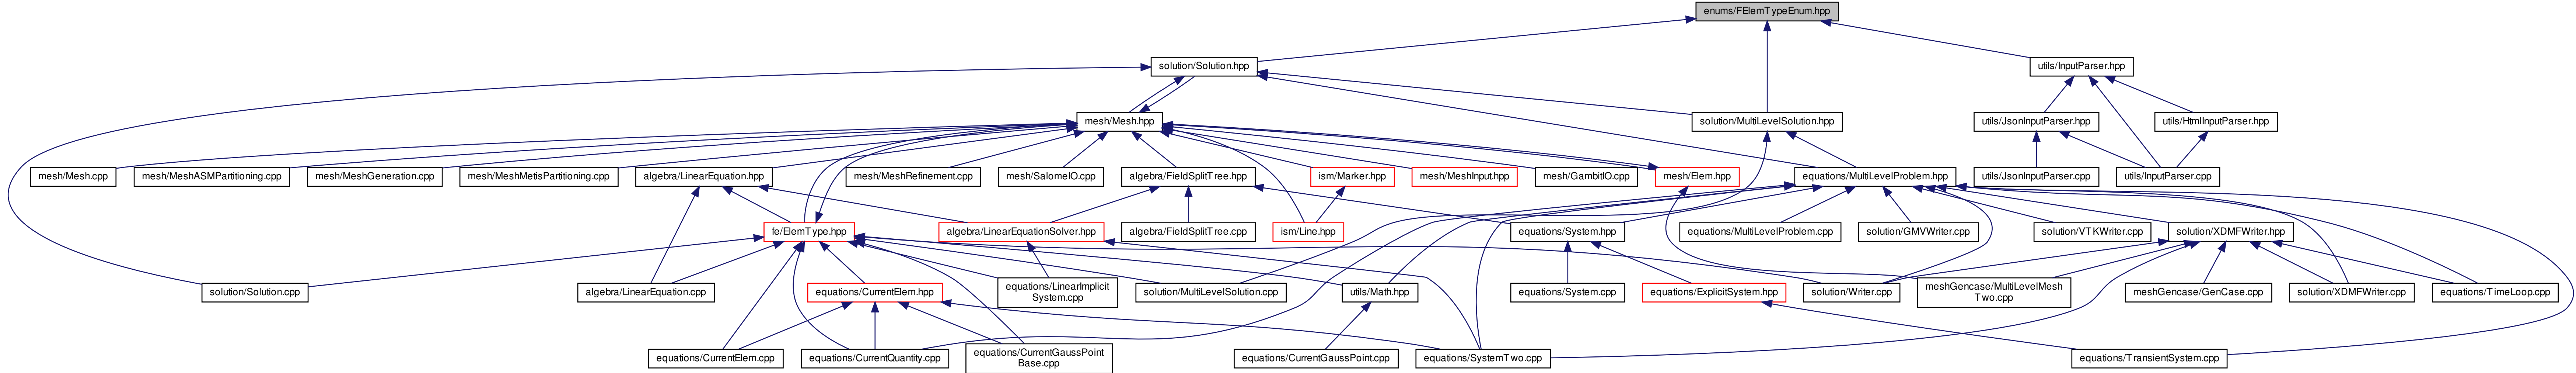 enums/FElemTypeEnum.hpp
solution/Solution.hpp
utils/InputParser.hpp
mesh/Mesh.hpp
solution/MultiLevelSolution.hpp
utils/JsonInputParser.hpp
utils/HtmlInputParser.hpp
mesh/Mesh.cpp
mesh/MeshASMPartitioning.cpp
mesh/MeshGeneration.cpp
mesh/MeshMetisPartitioning.cpp
algebra/LinearEquation.hpp
mesh/MeshRefinement.cpp
mesh/SalomeIO.cpp
algebra/FieldSplitTree.hpp
ism/Marker.hpp
mesh/MeshInput.hpp
mesh/GambitIO.cpp
mesh/Elem.hpp
equations/MultiLevelProblem.hpp
utils/JsonInputParser.cpp
utils/InputParser.cpp
fe/ElemType.hpp
algebra/LinearEquationSolver.hpp
algebra/FieldSplitTree.cpp
ism/Line.hpp
equations/System.hpp
equations/MultiLevelProblem.cpp
solution/GMVWriter.cpp
solution/VTKWriter.cpp
solution/XDMFWriter.hpp
solution/Solution.cpp
algebra/LinearEquation.cpp
equations/CurrentElem.hpp
equations/LinearImplicit
System.cpp
solution/MultiLevelSolution.cpp
utils/Math.hpp
equations/System.cpp
equations/ExplicitSystem.hpp
solution/Writer.cpp
meshGencase/MultiLevelMesh
Two.cpp
meshGencase/GenCase.cpp
solution/XDMFWriter.cpp
equations/TimeLoop.cpp
equations/CurrentElem.cpp
equations/CurrentQuantity.cpp
equations/CurrentGaussPoint
Base.cpp
equations/CurrentGaussPoint.cpp
equations/SystemTwo.cpp
equations/TransientSystem.cpp